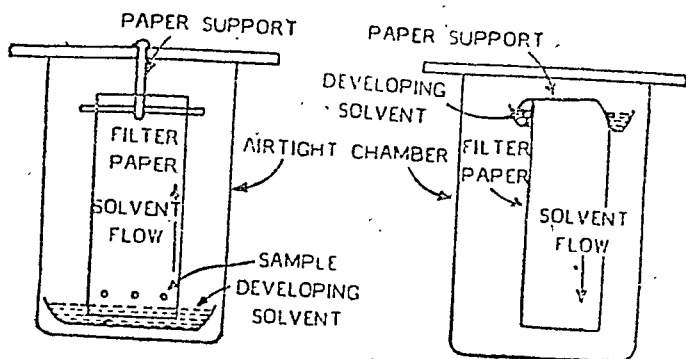 PAPER SUPPORT
FILTER
PAPER
SOLVENT
FLOW
SAMPLE
DEVELOPING
SOLVENT
AIRTIGHT CHAMBER
PAPER SUPPORT
DEVELOPING
SOLVENT
FILTER
PAPER
SOLVENT
FLOW